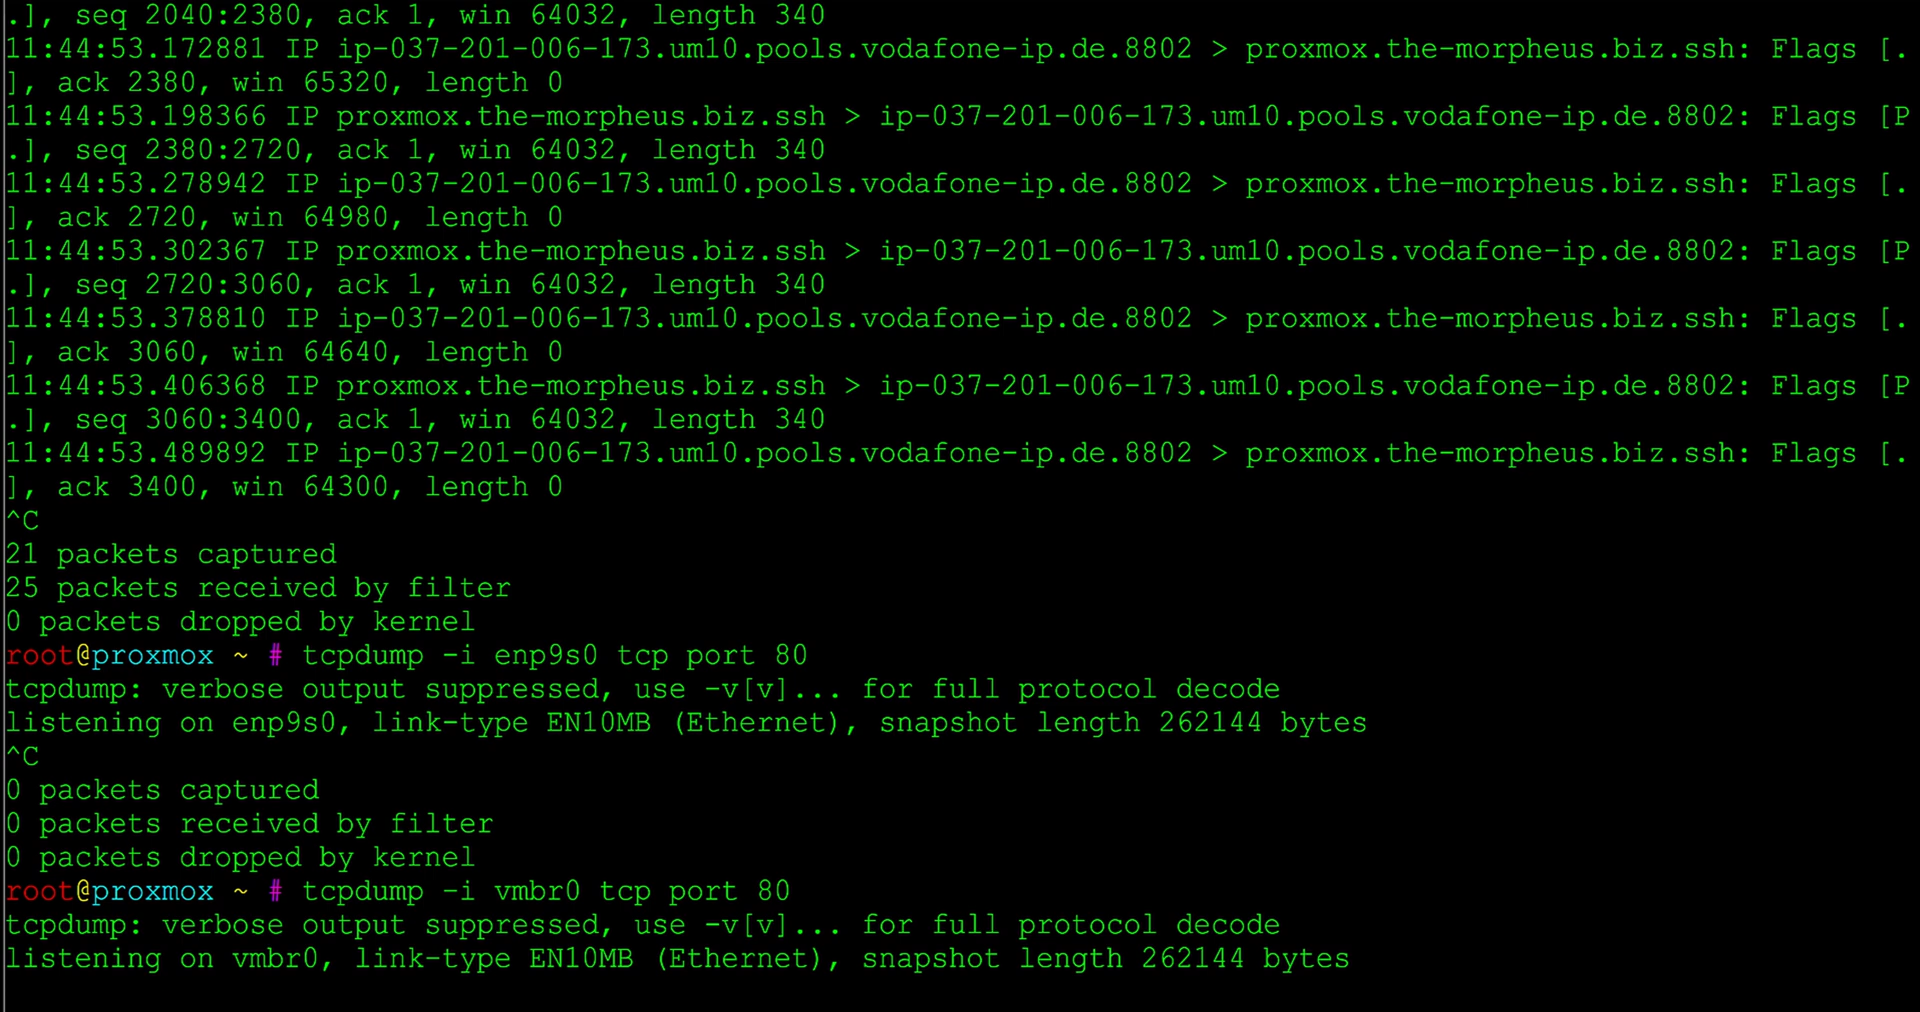 .], seq 2040:2380, ack 1, win 64032, length 340
11:44:53.172881 IP ip-037-201-006-173.um10.pools.vodafone-ip.de.8802 > proxmox.the-morpheus.biz.ssh: Flags [.
], ack 2380, win 65320, length 0
11:44:53.198366 IP proxmox.the-morpheus.biz.ssh > ip-037-201-006-173.um10.pools.vodafone-ip.de.8802: Flags [P
.], seq 2380:2720, ack 1, win 64032, length 340
11:44:53.278942 IP ip-037-201-006-173.um10.pools.vodafone-ip.de.8802 > proxmox.the-morpheus.biz.ssh: Flags [.
], ack 2720, win 64980, length 0
11:44:53.302367 IP proxmox.the-morpheus.biz.ssh > ip-037-201-006-173.um10.pools.vodafone-ip.de.8802: Flags [P
.], seq 2720:3060, ack 1, win 64032, length 340
11:44:53.378810 IP ip-037-201-006-173.um10.pools.vodafone-ip.de.8802 > proxmox.the-morpheus.biz.ssh: Flags [.
], ack 3060, win 64640, length 0
11:44:53.406368 IP proxmox.the-morpheus.biz.ssh > ip-037-201-006-173.um10.pools.vodafone-ip.de.8802: Flags [P
.], seq 3060:3400, ack 1, win 64032, length 340
11:44:53.489892 IP ip-037-201-006-173.um10.pools.vodafone-ip.de.8802 > proxmox.the-morpheus.biz.ssh: Flags [.
], ack 3400, win 64300, length 0
^C
21 packets captured
25 packets received by filter
0 packets dropped by kernel
root@proxmox ~ # tcpdump -i enp9s0 tcp port 80
tcpdump: verbose output suppressed, use -v[v]... for full protocol decode
listening on enp9s0, link-type EN10MB (Ethernet), snapshot length 262144 bytes
^C
0 packets captured
0 packets received by filter
0 packets dropped by kernel
root@proxmox ~ # tcpdump -i vmbr0 tcp port 80
tcpdump: verbose output suppressed, use -v[v]... for full protocol decode
listening on vmbr0, link-type EN10MB (Ethernet), snapshot length 262144 bytes